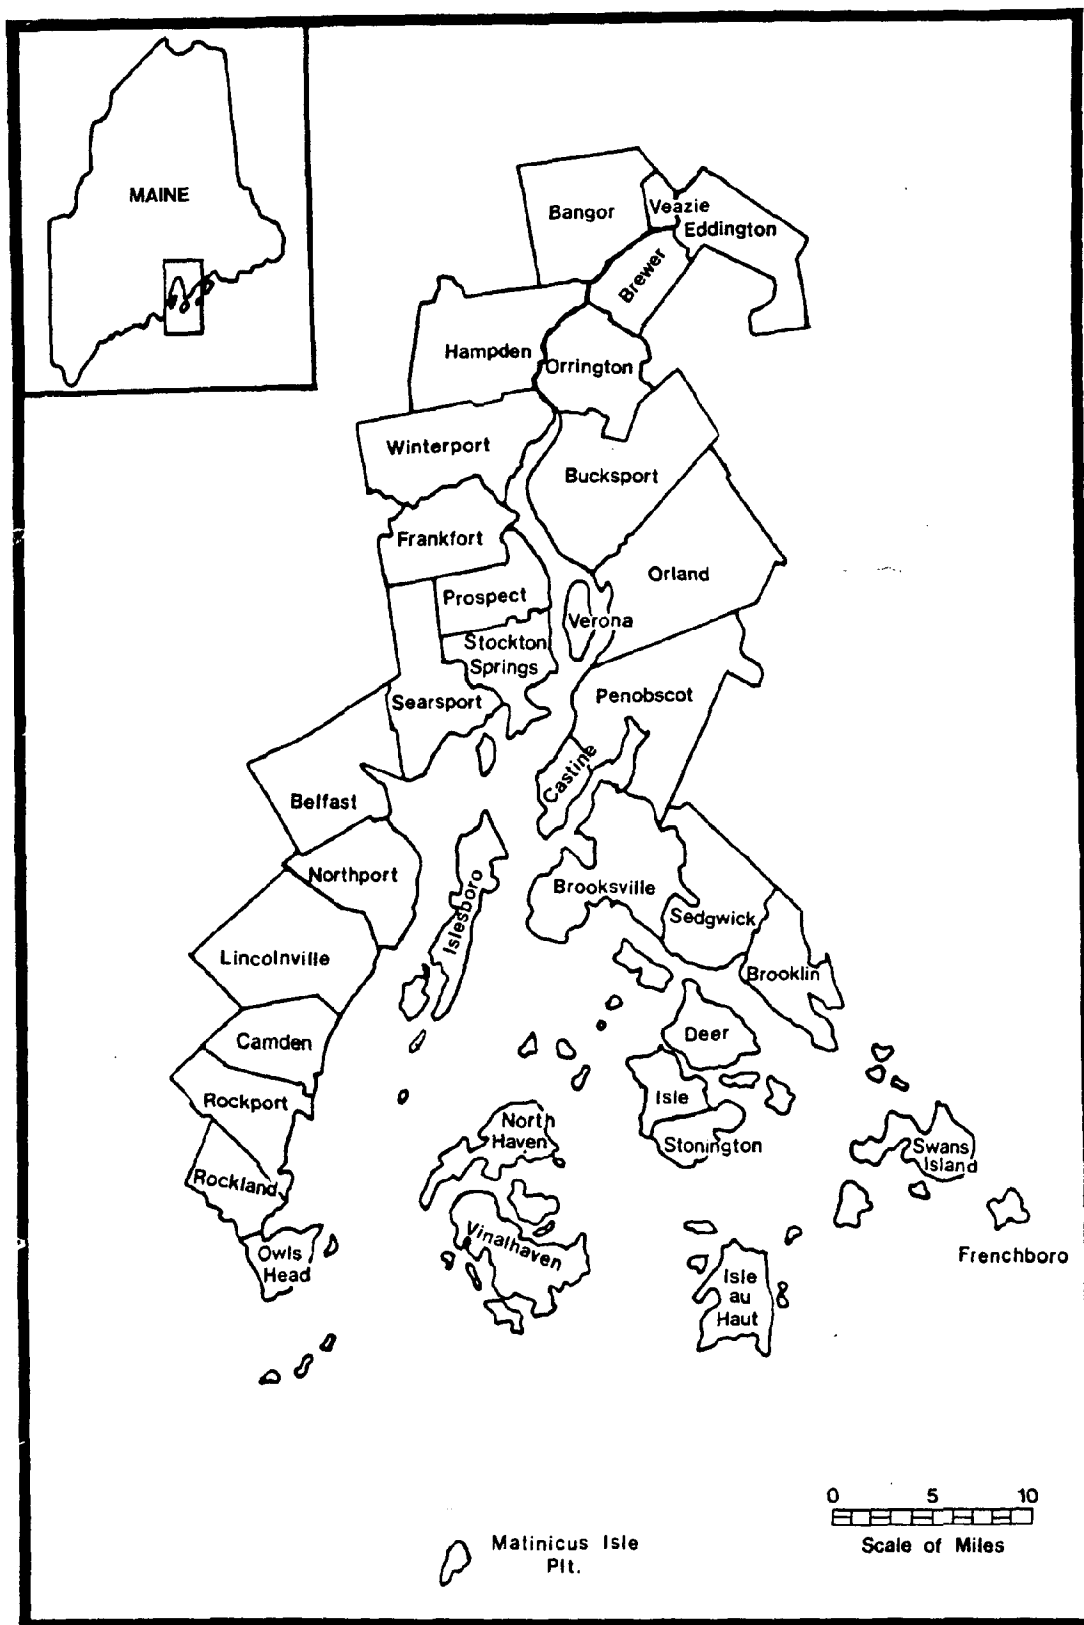 MAINE
Bangor
Veazie
Eddington
Brewer
Hampden
Orrington
Winterport
Bucksport
Frankfort
Orland
Prospect
Verona
Stockton
Springs
Penobscot
Searsport
Castine
Belfast
Northport
Brooksville
Islesboro
Sedgwick
Lincolnville
Brooklin
Deer
Camden
Isle
Rockport
North
Haven
Stonington
Swans
Island
Rockland
Vinalhaven
Owls
Head
Frenchboro
Isle
au
Haut
0 5 10
Scale of Miles
Matinicus Isle
Plt.